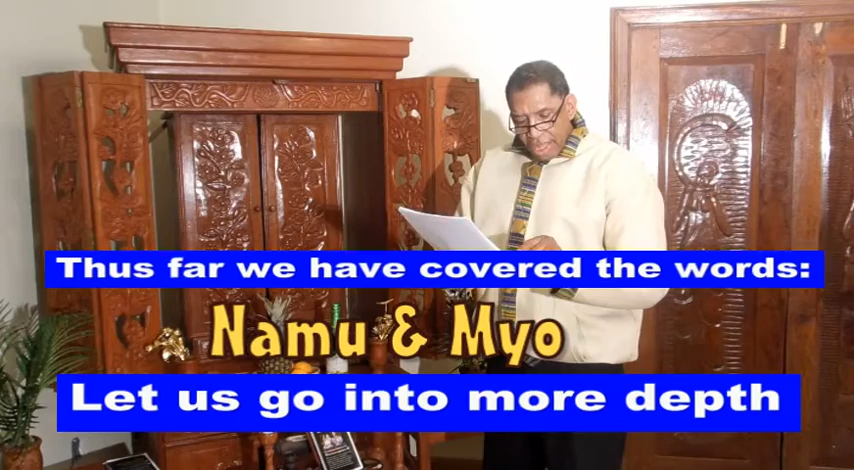 Thus far we have covered the words:
Namu & Myo
Let us go into more depth